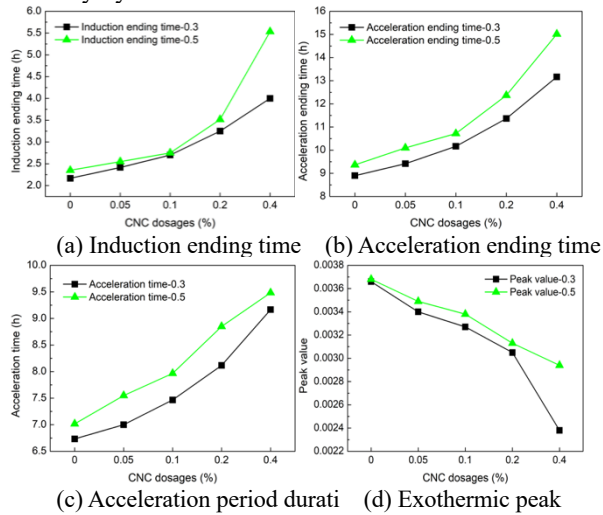 Induction ending time-0.3
Induction ending time-0.5
Induction ending time (h)
6.0
5.5
5.0
4.5
4.0
3.5
3.0
2.5
2.0
0 0.05 0.1 0.2 0.4
CNC dosages (%)
(a) Induction ending time
Acceleration ending time-0.3
Acceleration ending time-0.5
Acceleration ending time (h)
16
15
14
13
12
11
10
9
8
0 0.05 0.1 0.2 0.4
CNC dosages (%)
(b) Acceleration ending time
Acceleration time-0.3
Acceleration time-0.5
Acceleration time (h)
10.0
9.5
9.0
8.5
8.0
7.5
7.0
6.5
0 0.05 0.1 0.2 0.4
CNC dosages (%)
(c) Acceleration period durati
Peak value-0.3
Peak value-0.5
Peak value
0.0038
0.0036
0.0034
0.0032
0.0030
0.0028
0.0026
0.0024
0.0022
0 0.05 0.1 0.2 0.4
CNC dosages (%)
(d) Exothermic peak